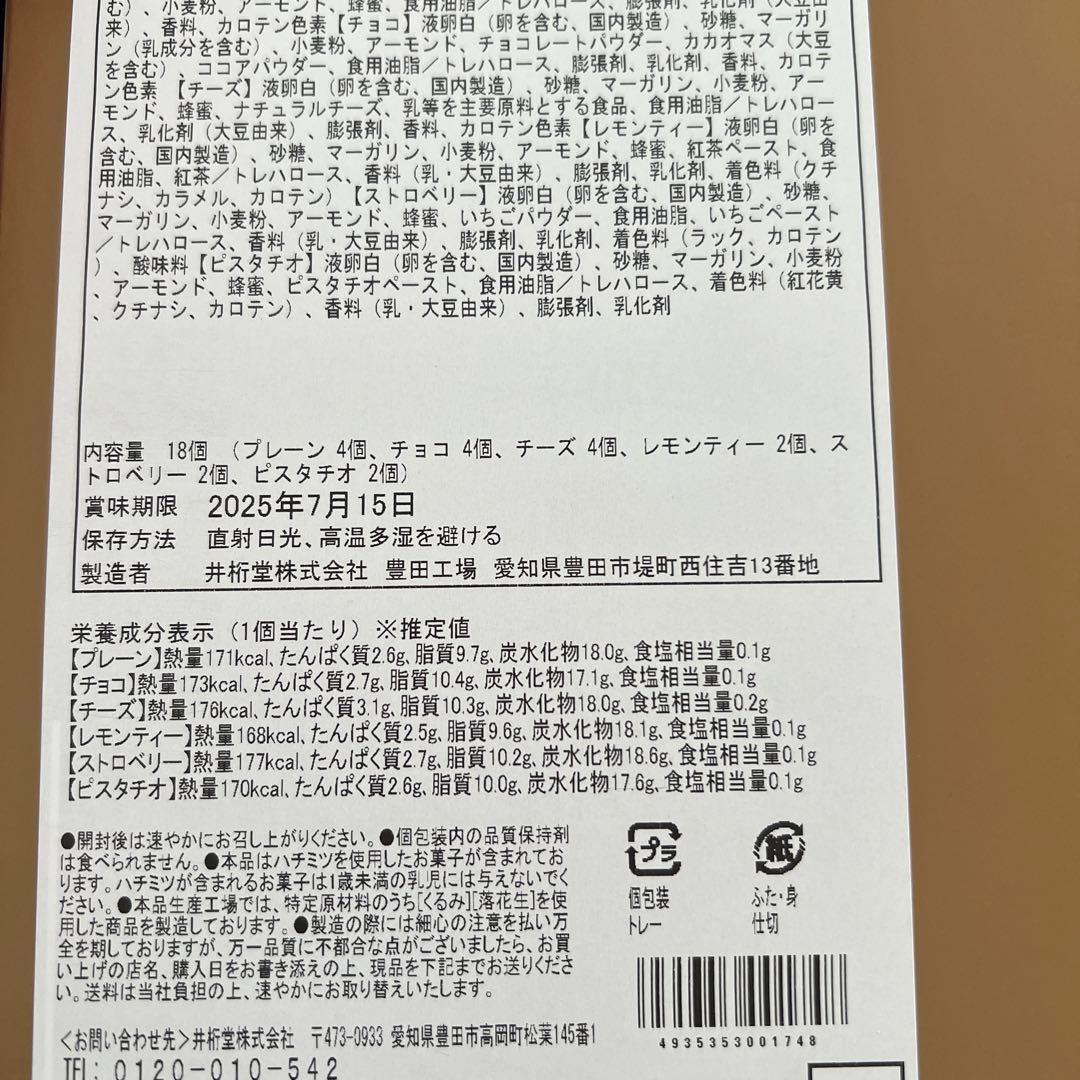 む）、小麦粉、アーモンド、蜂蜜、食用油脂／トレハロース、膨張剤、乳化剤（大豆由
来）、香料、カロテン色素【チョコ】液卵白（卵を含む、国内製造）、砂糖、マーガリ
ン（乳成分を含む）、小麦粉、アーモンド、チョコレートパウダー、カカオマス（大豆
を含む）、ココアパウダー、食用油脂／トレハロース、膨張剤、乳化剤、香料、カロテ
ン色素 【チーズ】液卵白（卵を含む、国内製造）、砂糖、マーガリン、小麦粉、アー
モンド、蜂蜜、ナチュラルチーズ、乳等を主要原料とする食品、食用油脂／トレハロー
ス、乳化剤（大豆由来）、膨張剤、香料、カロテン色素【レモンティー】液卵白（卵を
含む、国内製造）、砂糖、マーガリン、小麦粉、アーモンド、蜂蜜、紅茶ペースト、食
用油脂、紅茶／トレハロース、香料（乳・大豆由来）、膨張剤、乳化剤、着色料（クチ
ナシ、カラメル、カロテン）【ストロベリー】液卵白（卵を含む、国内製造）、砂糖、
マーガリン、小麦粉、アーモンド、蜂蜜、いちごパウダー、食用油脂、いちごペースト
／トレハロース、香料（乳・大豆由来）、膨張剤、乳化剤、着色料（ラック、カロテン
）、酸味料【ピスタチオ】液卵白（卵を含む、国内製造）、砂糖、マーガリン、小麦粉
、アーモンド、蜂蜜、ピスタチオペースト、食用油脂／トレハロース、着色料（紅花黄
、クチナシ、カロテン）、香料（乳・大豆由来）、膨張剤、乳化剤
内容量 18個 （プレーン 4個、チョコ 4個、チーズ 4個、レモンティー 2個、ス
トロベリー 2個、ピスタチオ 2個）
賞味期限 2025年7月15日
保存方法 直射日光、高温多湿を避ける
製造者 井桁堂株式会社 豊田工場 愛知県豊田市堤町西住吉13番地
栄養成分表示（1個当たり）※推定値
【プレーン】熱量171kcal、たんぱく質2.6g、脂質9.7g、炭水化物18.0g、食塩相当量0.1g
【チョコ】熱量173kcal、たんぱく質2.7g、脂質10.4g、炭水化物17.1g、食塩相当量0.1g
【チーズ】熱量176kcal、たんぱく質3.1g、脂質10.3g、炭水化物18.0g、食塩相当量0.2g
【レモンティー】熱量168kcal、たんぱく質2.5g、脂質9.6g、炭水化物18.1g、食塩相当量0.1g
【ストロベリー】熱量177kcal、たんぱく質2.7g、脂質10.2g、炭水化物18.6g、食塩相当量0.1g
【ピスタチオ】熱量170kcal、たんぱく質2.6g、脂質10.0g、炭水化物17.6g、食塩相当量0.1g
●開封後は速やかにお召し上がりください。●個包装内の品質保持剤
は食べられません。●本品はハチミツを使用したお菓子が含まれてお
ります。ハチミツが含まれるお菓子は1歳未満の乳児には与えないでく
ださい。●本品生産工場では、特定原材料のうち［くるみ］［落花生］を使
用した商品を製造しております。●製造の際には細心の注意を払い万
全を期しておりますが、万一品質に不都合な点がございましたら、お買
い上げの店名、購入日をお書き添えの上、現品を下記までお送りくださ
い。送料は当社負担の上、速やかにお取り替えいたします。
プラ
個包装
トレー
紙
ふた・身
仕切
4935353001748
＜お問い合わせ先＞井桁堂株式会社 〒473-0933 愛知県豊田市高岡町松葉145番1
TEL：0120-010-542